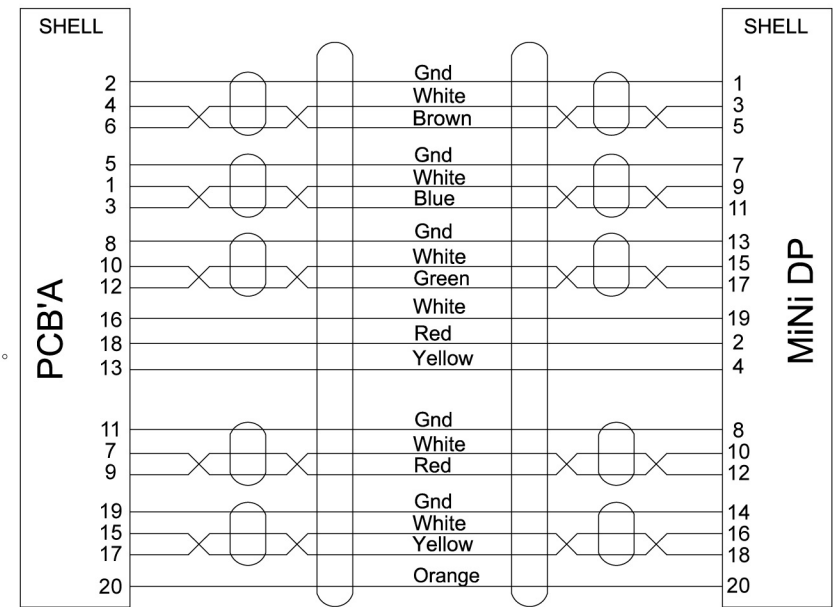 SHELL SHELL
2 Gnd 1
4 White 3
6 Brown 5
5 Gnd 7
1 White 9
3 Blue 11
8 Gnd 13
10 White 15
12 Green 17
16 White 19
18 Red 2
13 Yellow 4
PCB'A
MiNi DP
11 Gnd 8
7 White 10
9 Red 12
19 Gnd 14
15 White 16
17 Yellow 18
20 Orange 20